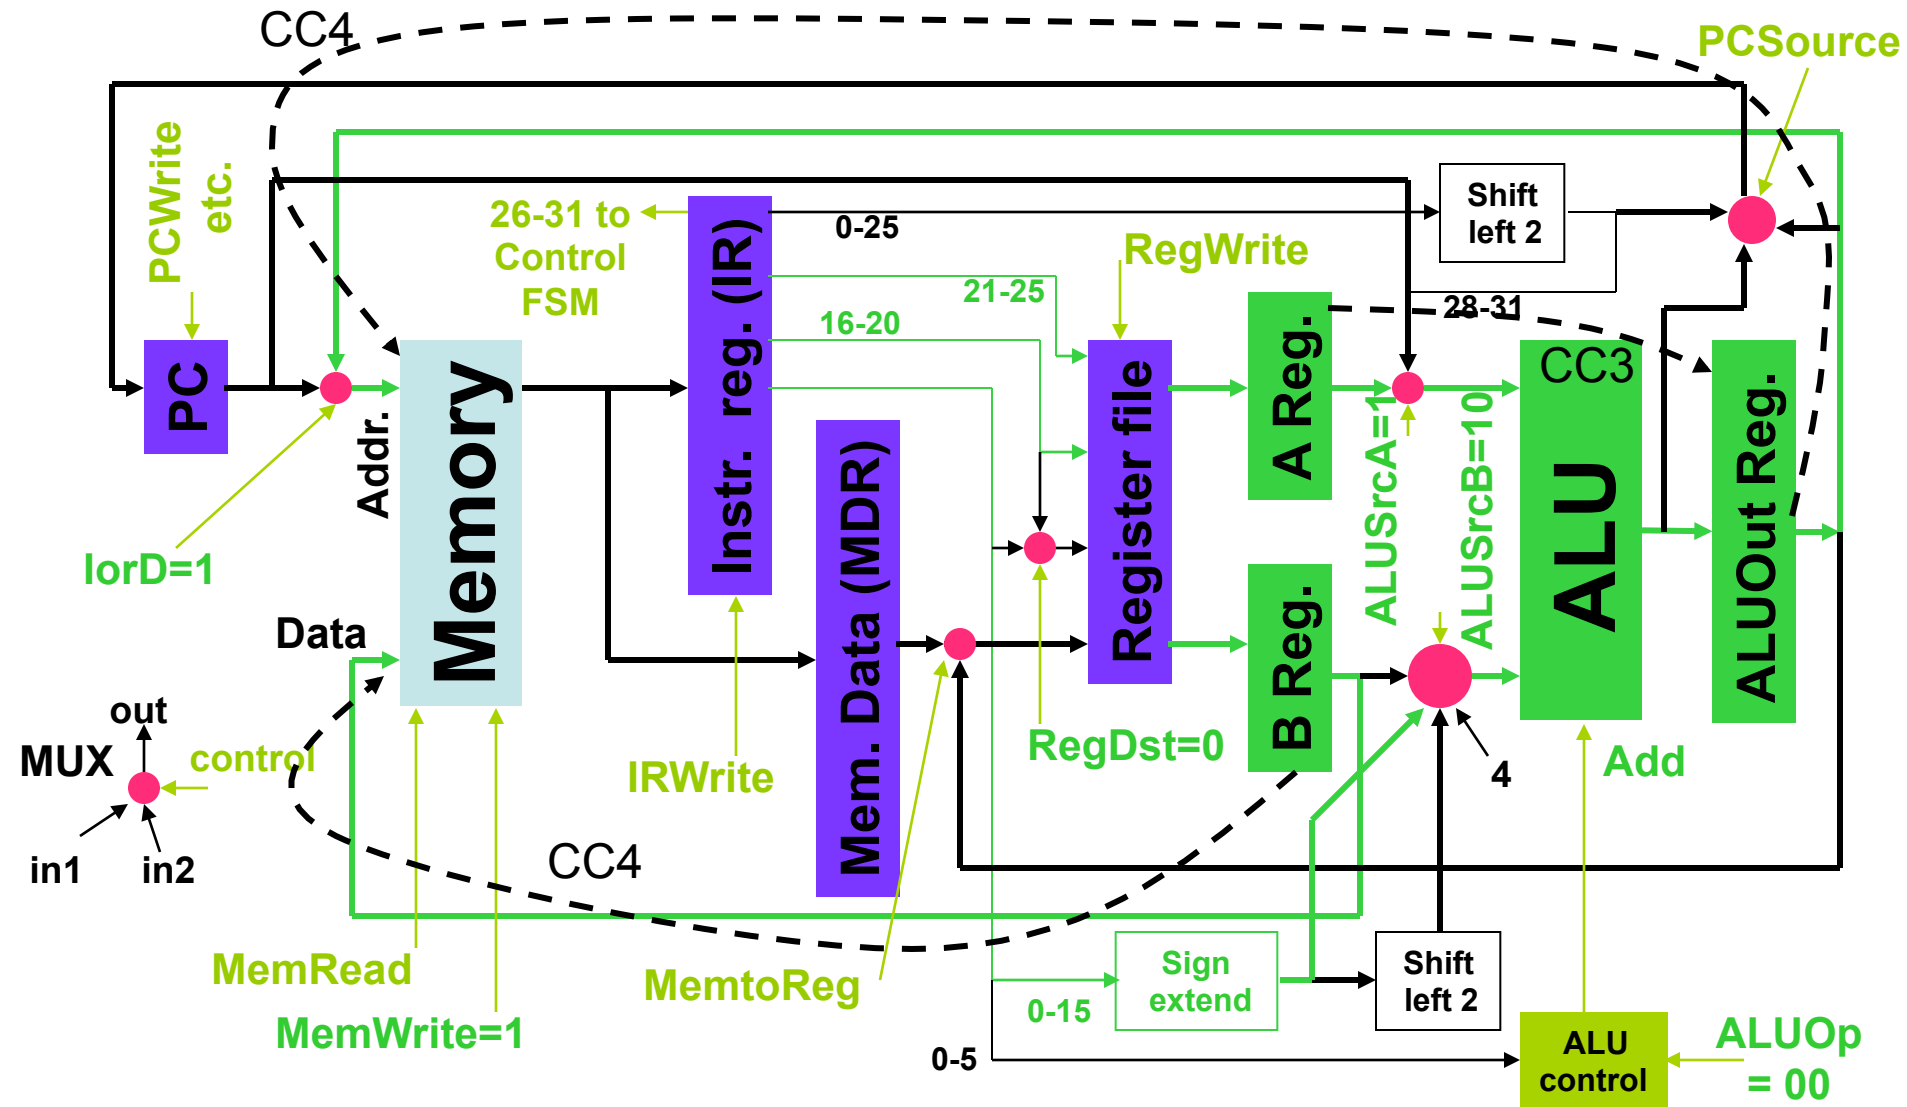 CC4
PCSource
PCWrite
etc.
26-31 to
Control
FSM
0-25
Shift
left 2
RegWrite
21-25
16-20
28-31
PC
Addr.
Memory
Instr. reg. (IR)
Mem. Data (MDR)
Register file
A Reg.
B Reg.
ALUSrcA=1
ALUSrcB=10
CC3
ALU
ALUOut Reg.
IorD=1
Data
out
MUX
control
in1
in2
IRWrite
RegDst=0
4
Add
CC4
MemRead
MemWrite=1
MemtoReg
Sign
extend
0-15
Shift
left 2
0-5
ALU
control
ALUOp
= 00